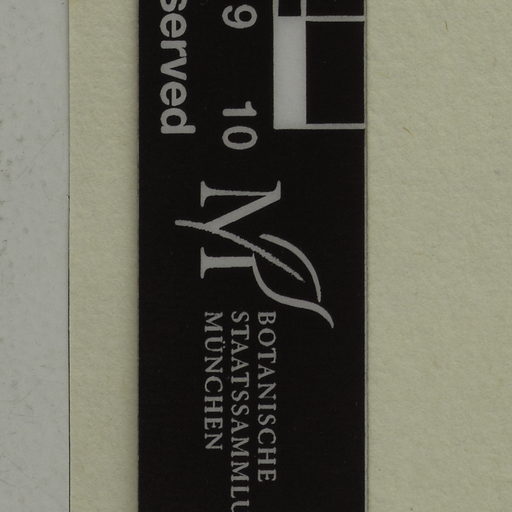 served
9 10
M
BOTANISCHE
STAATSSAMMLU
MÜNCHEN